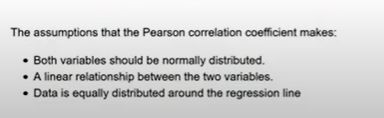 The assumptions that the Pearson correlation coefficient makes:
• Both variables should be normally distributed.
• A linear relationship between the two variables.
• Data is equally distributed around the regression line